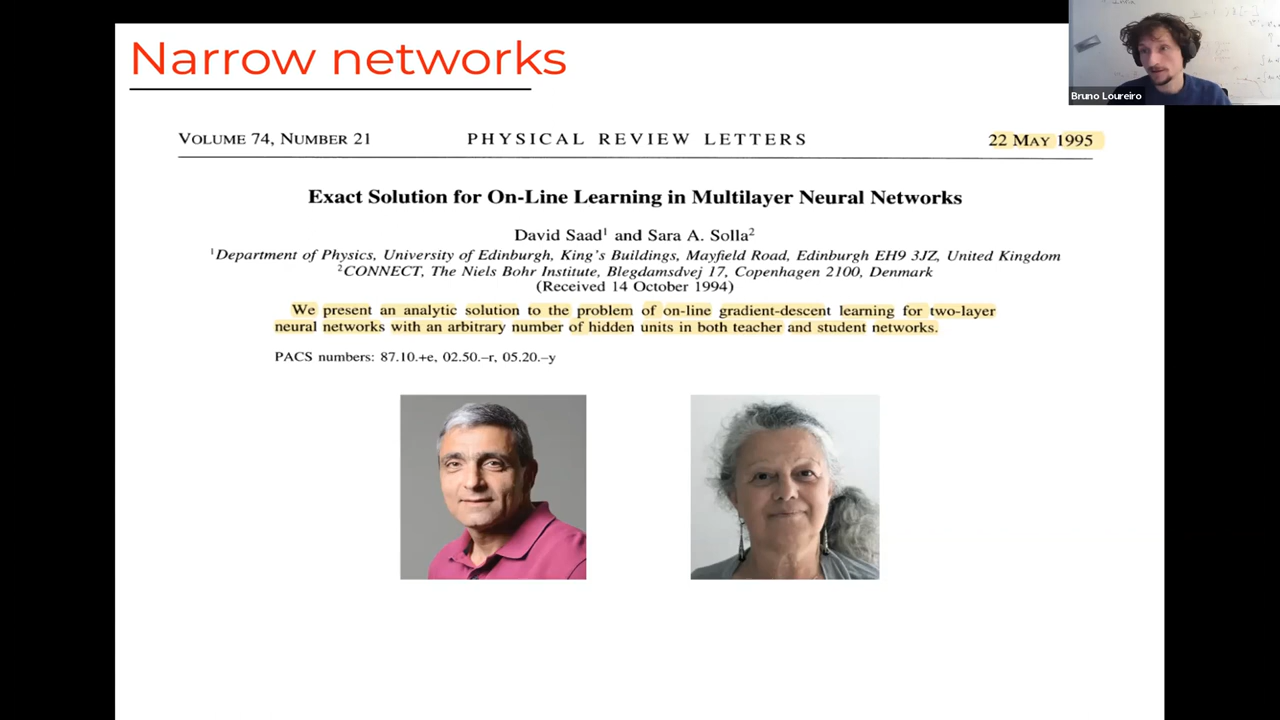 Narrow networks
Bruno Loureiro
VOLUME 74, NUMBER 21 PHYSICAL REVIEW LETTERS 22 MAY 1995
Exact Solution for On-Line Learning in Multilayer Neural Networks
David Saad¹ and Sara A. Solla²
¹Department of Physics, University of Edinburgh, King's Buildings, Mayfield Road, Edinburgh EH9 3JZ, United Kingdom
²CONNECT, The Niels Bohr Institute, Blegdamsdvej 17, Copenhagen 2100, Denmark
(Received 14 October 1994)
We present an analytic solution to the problem of on-line gradient-descent learning for two-layer
neural networks with an arbitrary number of hidden units in both teacher and student networks.
PACS numbers: 87.10.+e, 02.50.–r, 05.20.–y